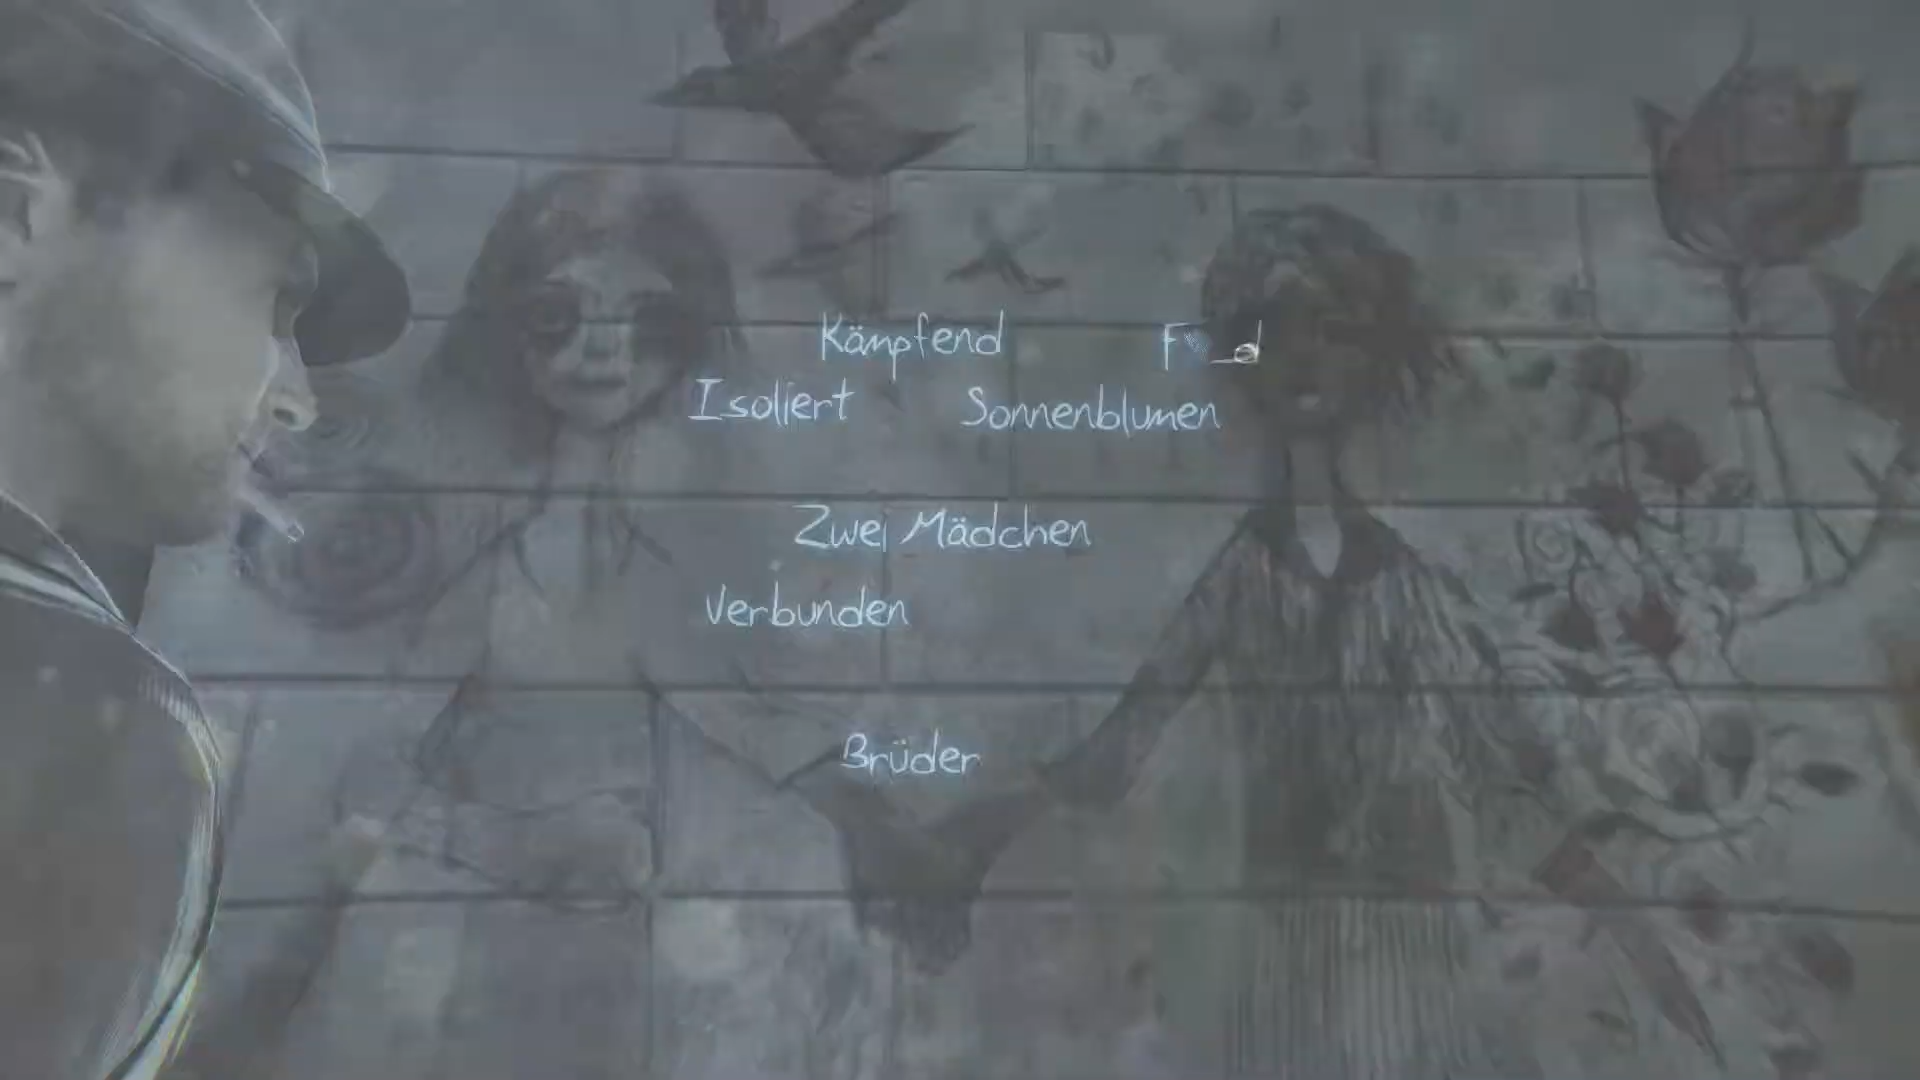 Kämpfend
Isoliert
Sonnenblumen
Zwei Mädchen
Verbunden
Brüder